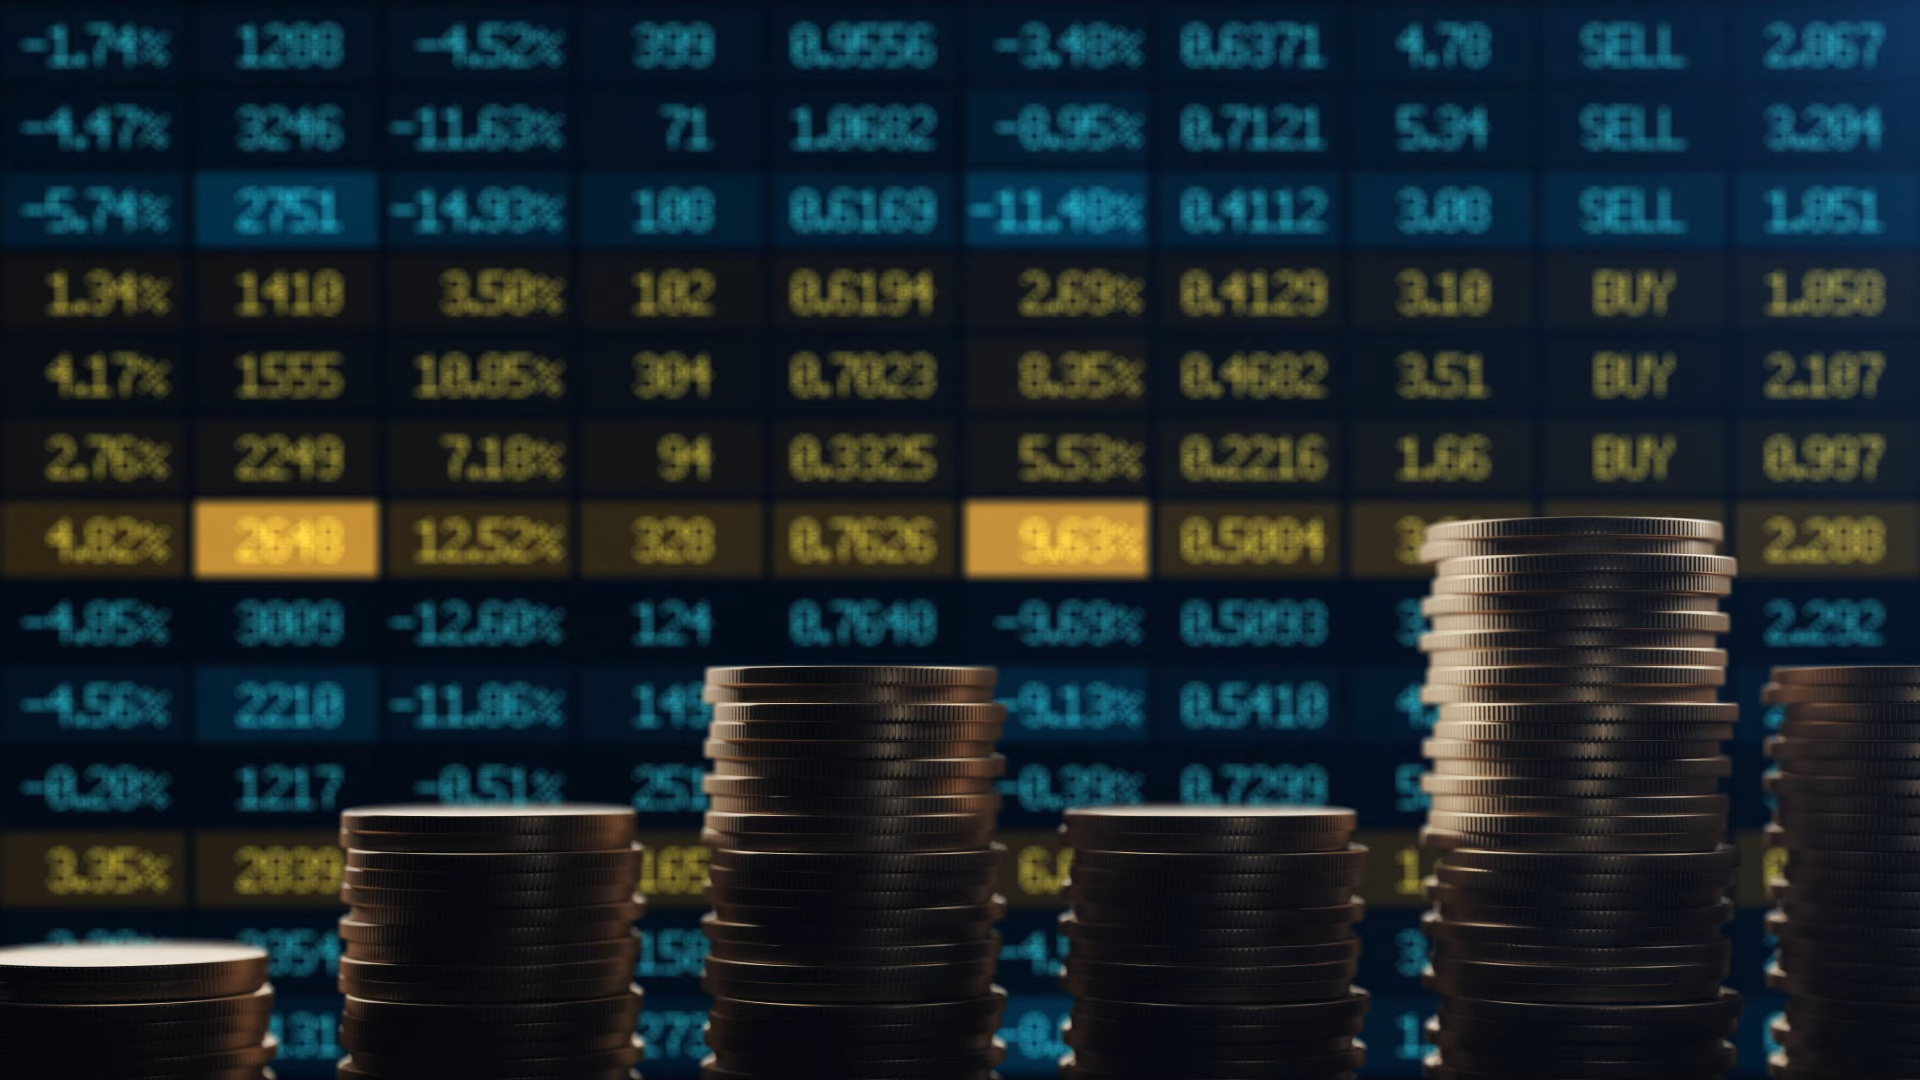 -1.74% -4.52% 399 0.9556 -3.48% 0.6371 4.78 SELL 2.867
-4.47% 3246 -11.63% 71 1.0682 -8.95% 0.7121 5.34 SELL 3.204
-5.74% 2751 -14.93% 0.6169 -11.48% 0.4112 3.08 SELL 1.851
1.34% 1410 3.50% 102 0.6194 2.69% 0.4129 3.10 BUY 1.858
4.17% 1555 10.85% 304 0.7023 8.35% 0.4682 3.51 BUY 2.107
2.76% 2249 7.18% 94 0.3325 5.53% 0.2216 1.66 BUY 0.997
4.82% 2648 12.52% 328 0.7626 9.63% 0.5084 2.288
-4.85% 3009 -12.60% 124 0.7640 -9.69% 0.5093 2.292
-4.56% 2210 -11.86% -9.13% 0.5410
-0.20% 1217 -0.51% -0.39% 0.7299
3.35%